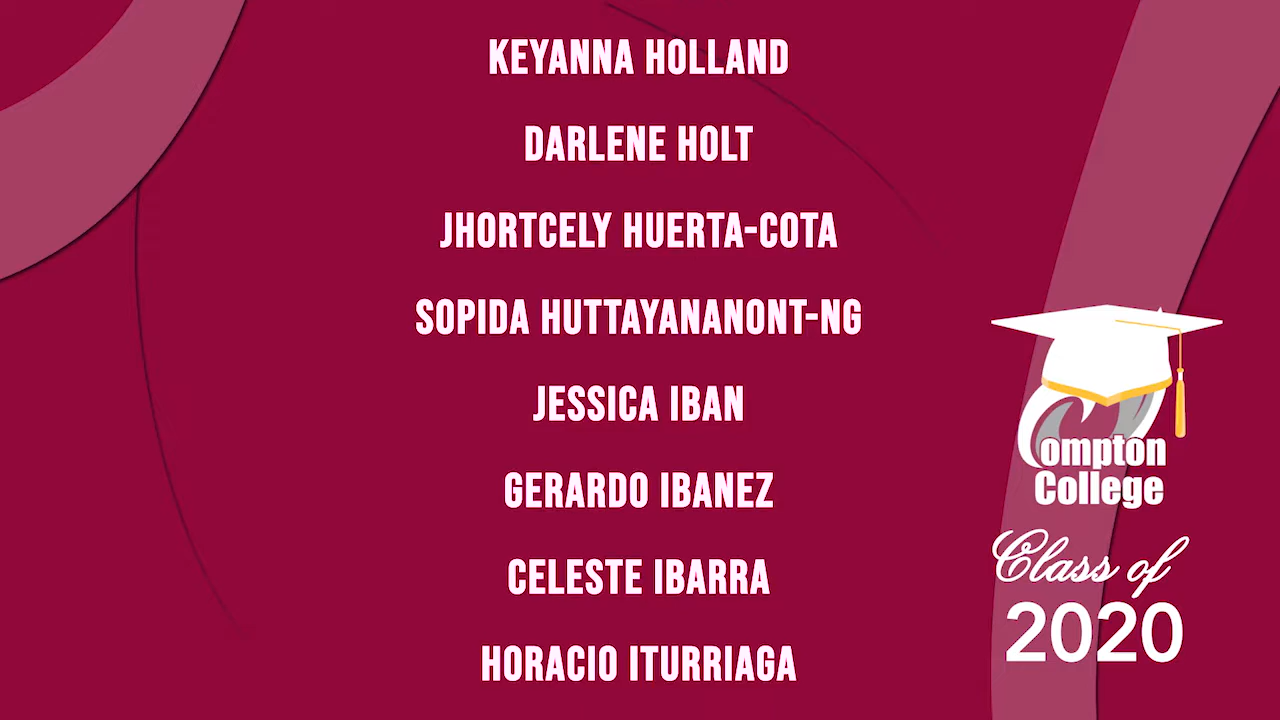 KEYANNA HOLLAND
DARLENE HOLT
JHORTCELY HUERTA-COTA
SOPIDA HUTTAYANANONT-NG
JESSICA IBAN
GERARDO IBANEZ
CELESTE IBARRA
HORACIO ITURRIAGA
Compton
College
Class of
2020